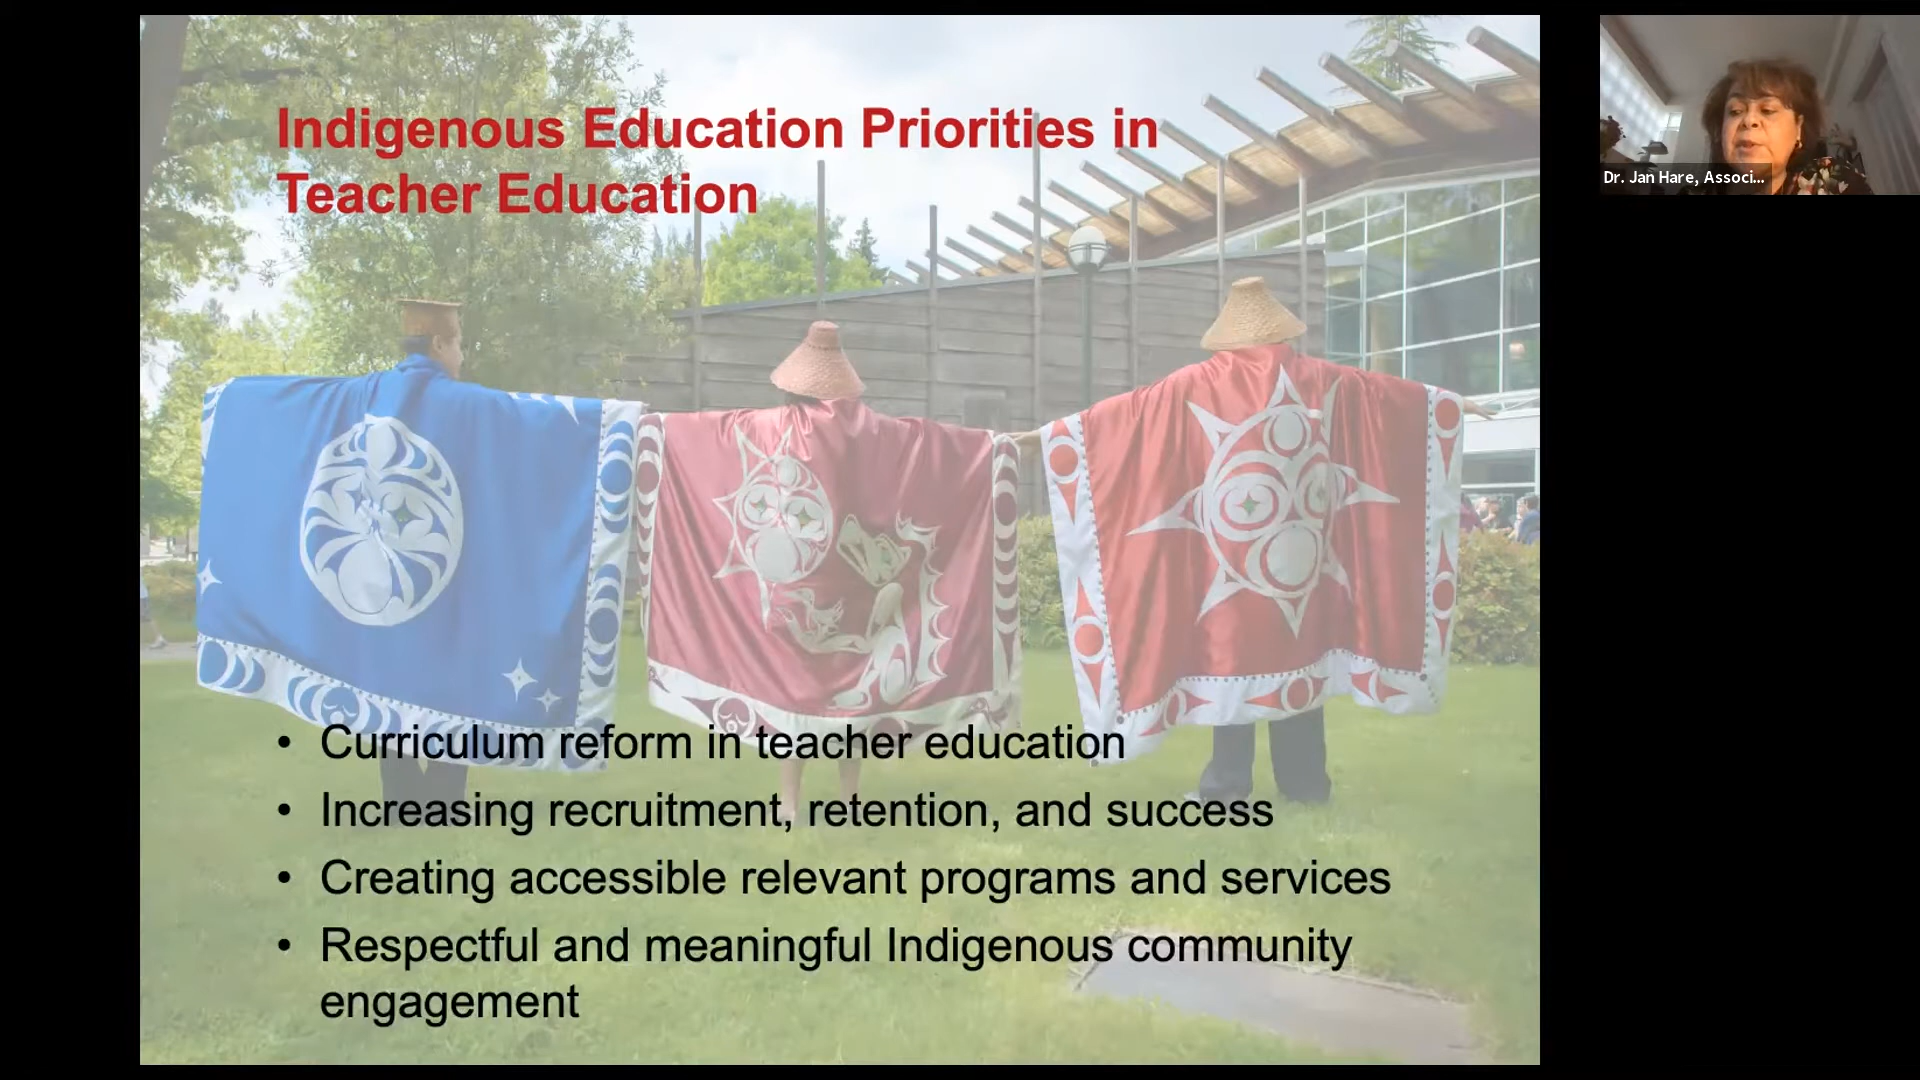 Indigenous Education Priorities in
Teacher Education
• Curriculum reform in teacher education
• Increasing recruitment, retention, and success
• Creating accessible relevant programs and services
• Respectful and meaningful Indigenous community
engagement
Dr. Jan Hare, Associ...